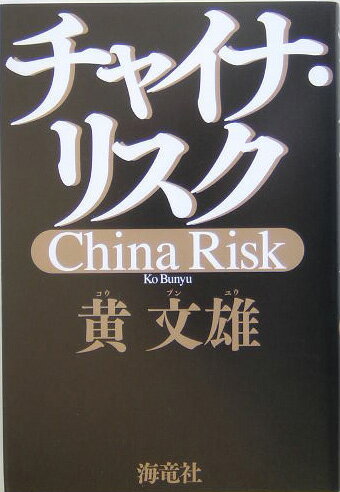 チャイナ・
リスク
China Risk
Ko Bunyu
コウ ブン ユウ
黄 文雄
海竜社